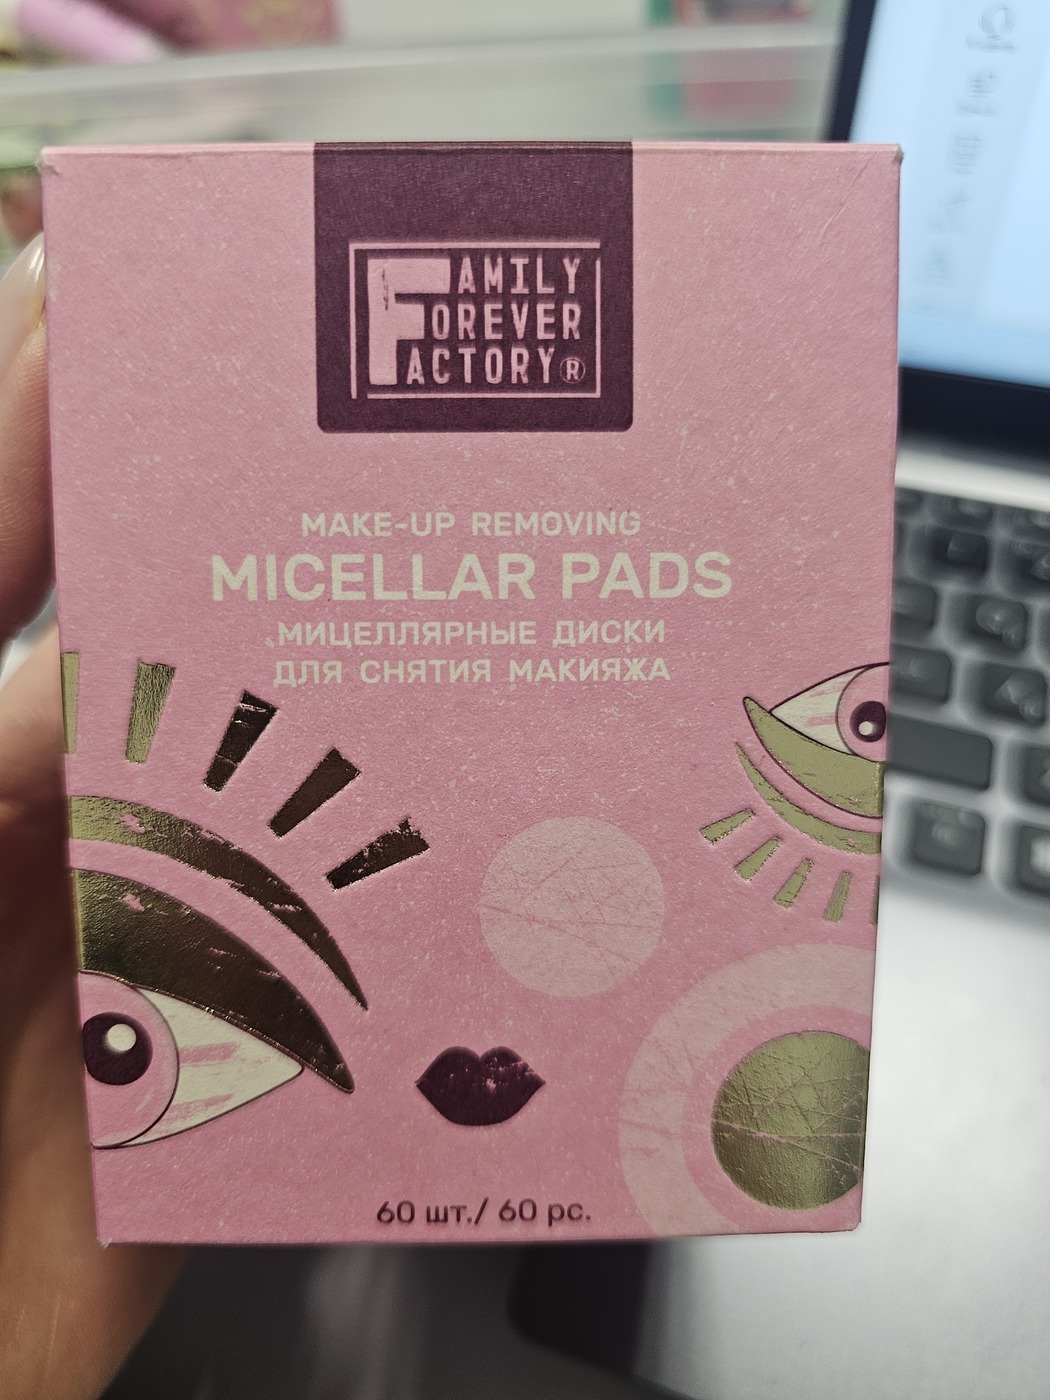 FAMILY
FOREVER
FACTORY®
MAKE-UP REMOVING
MICELLAR PADS
МИЦЕЛЛЯРНЫЕ ДИСКИ
ДЛЯ СНЯТИЯ МАКИЯЖА
60 шт./ 60 pc.